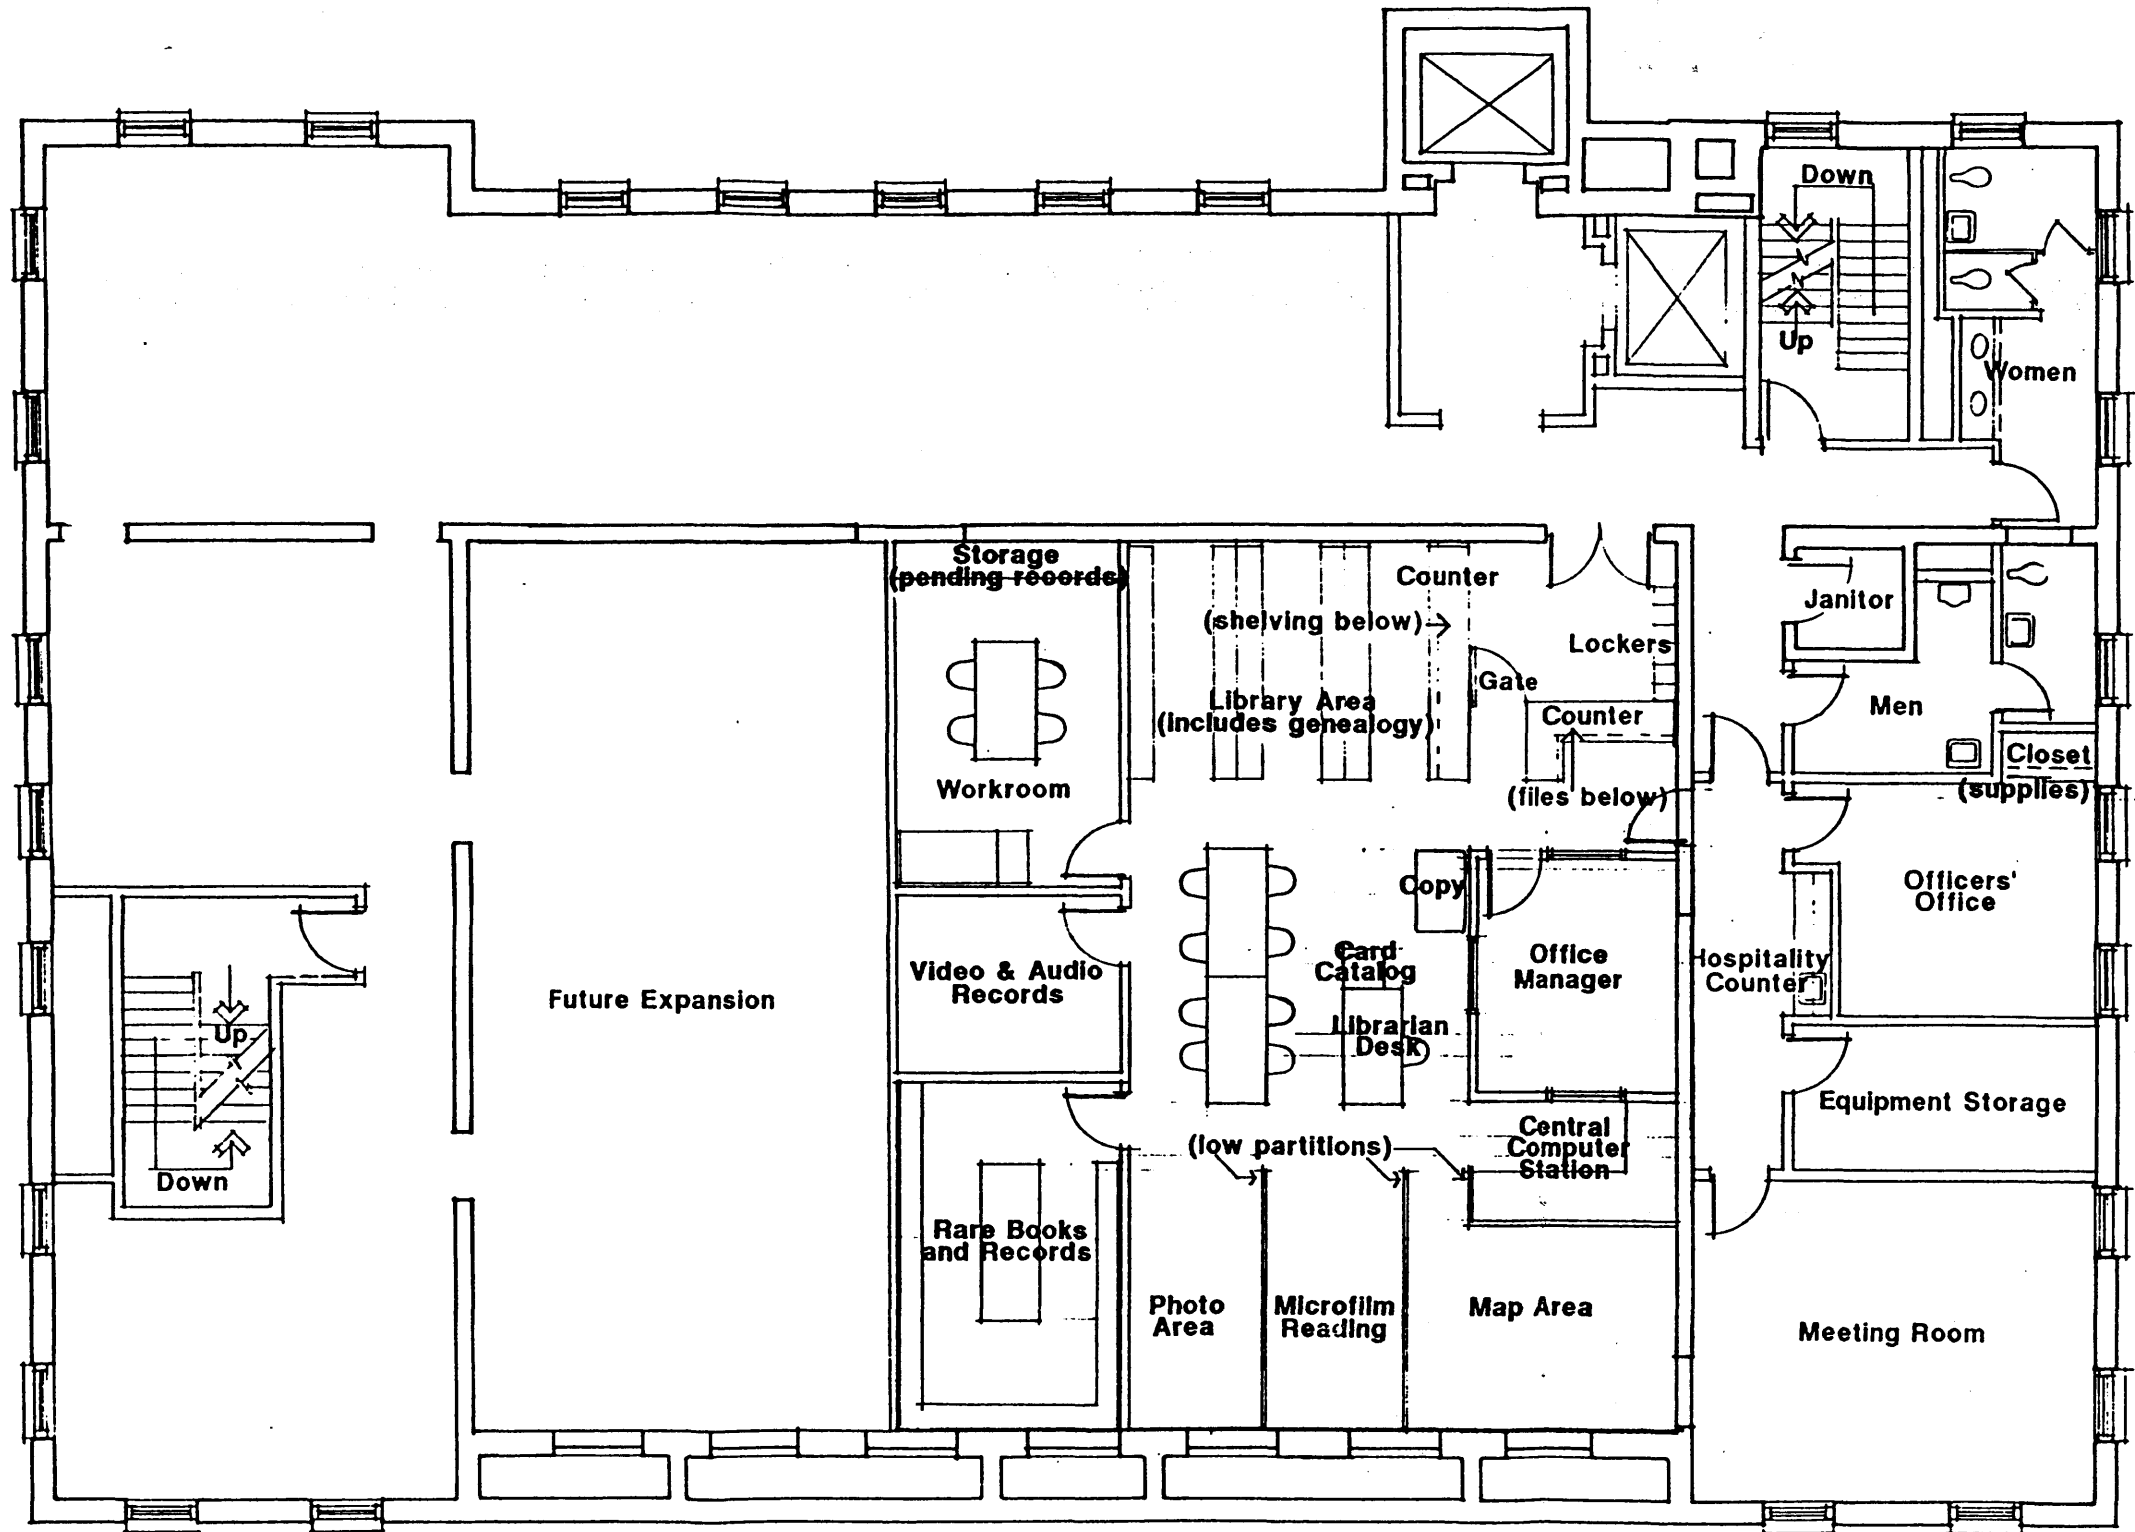 Down
Up
Women
Storage
(pending records)
Counter
(shelving below)
Lockers
Gate
Library Area
(includes genealogy)
Counter
(files below)
Workroom
Janitor
Men
Closet
(supplies)
Officers'
Office
Copy
Card
Catalog
Office
Manager
Hospitality
Counter
Video & Audio
Records
Future Expansion
Librarian
Desk
Up
Down
Equipment Storage
Central
Computer
Station
(low partitions)
Rare Books
and Records
Photo
Area
Microfilm
Reading
Map Area
Meeting Room